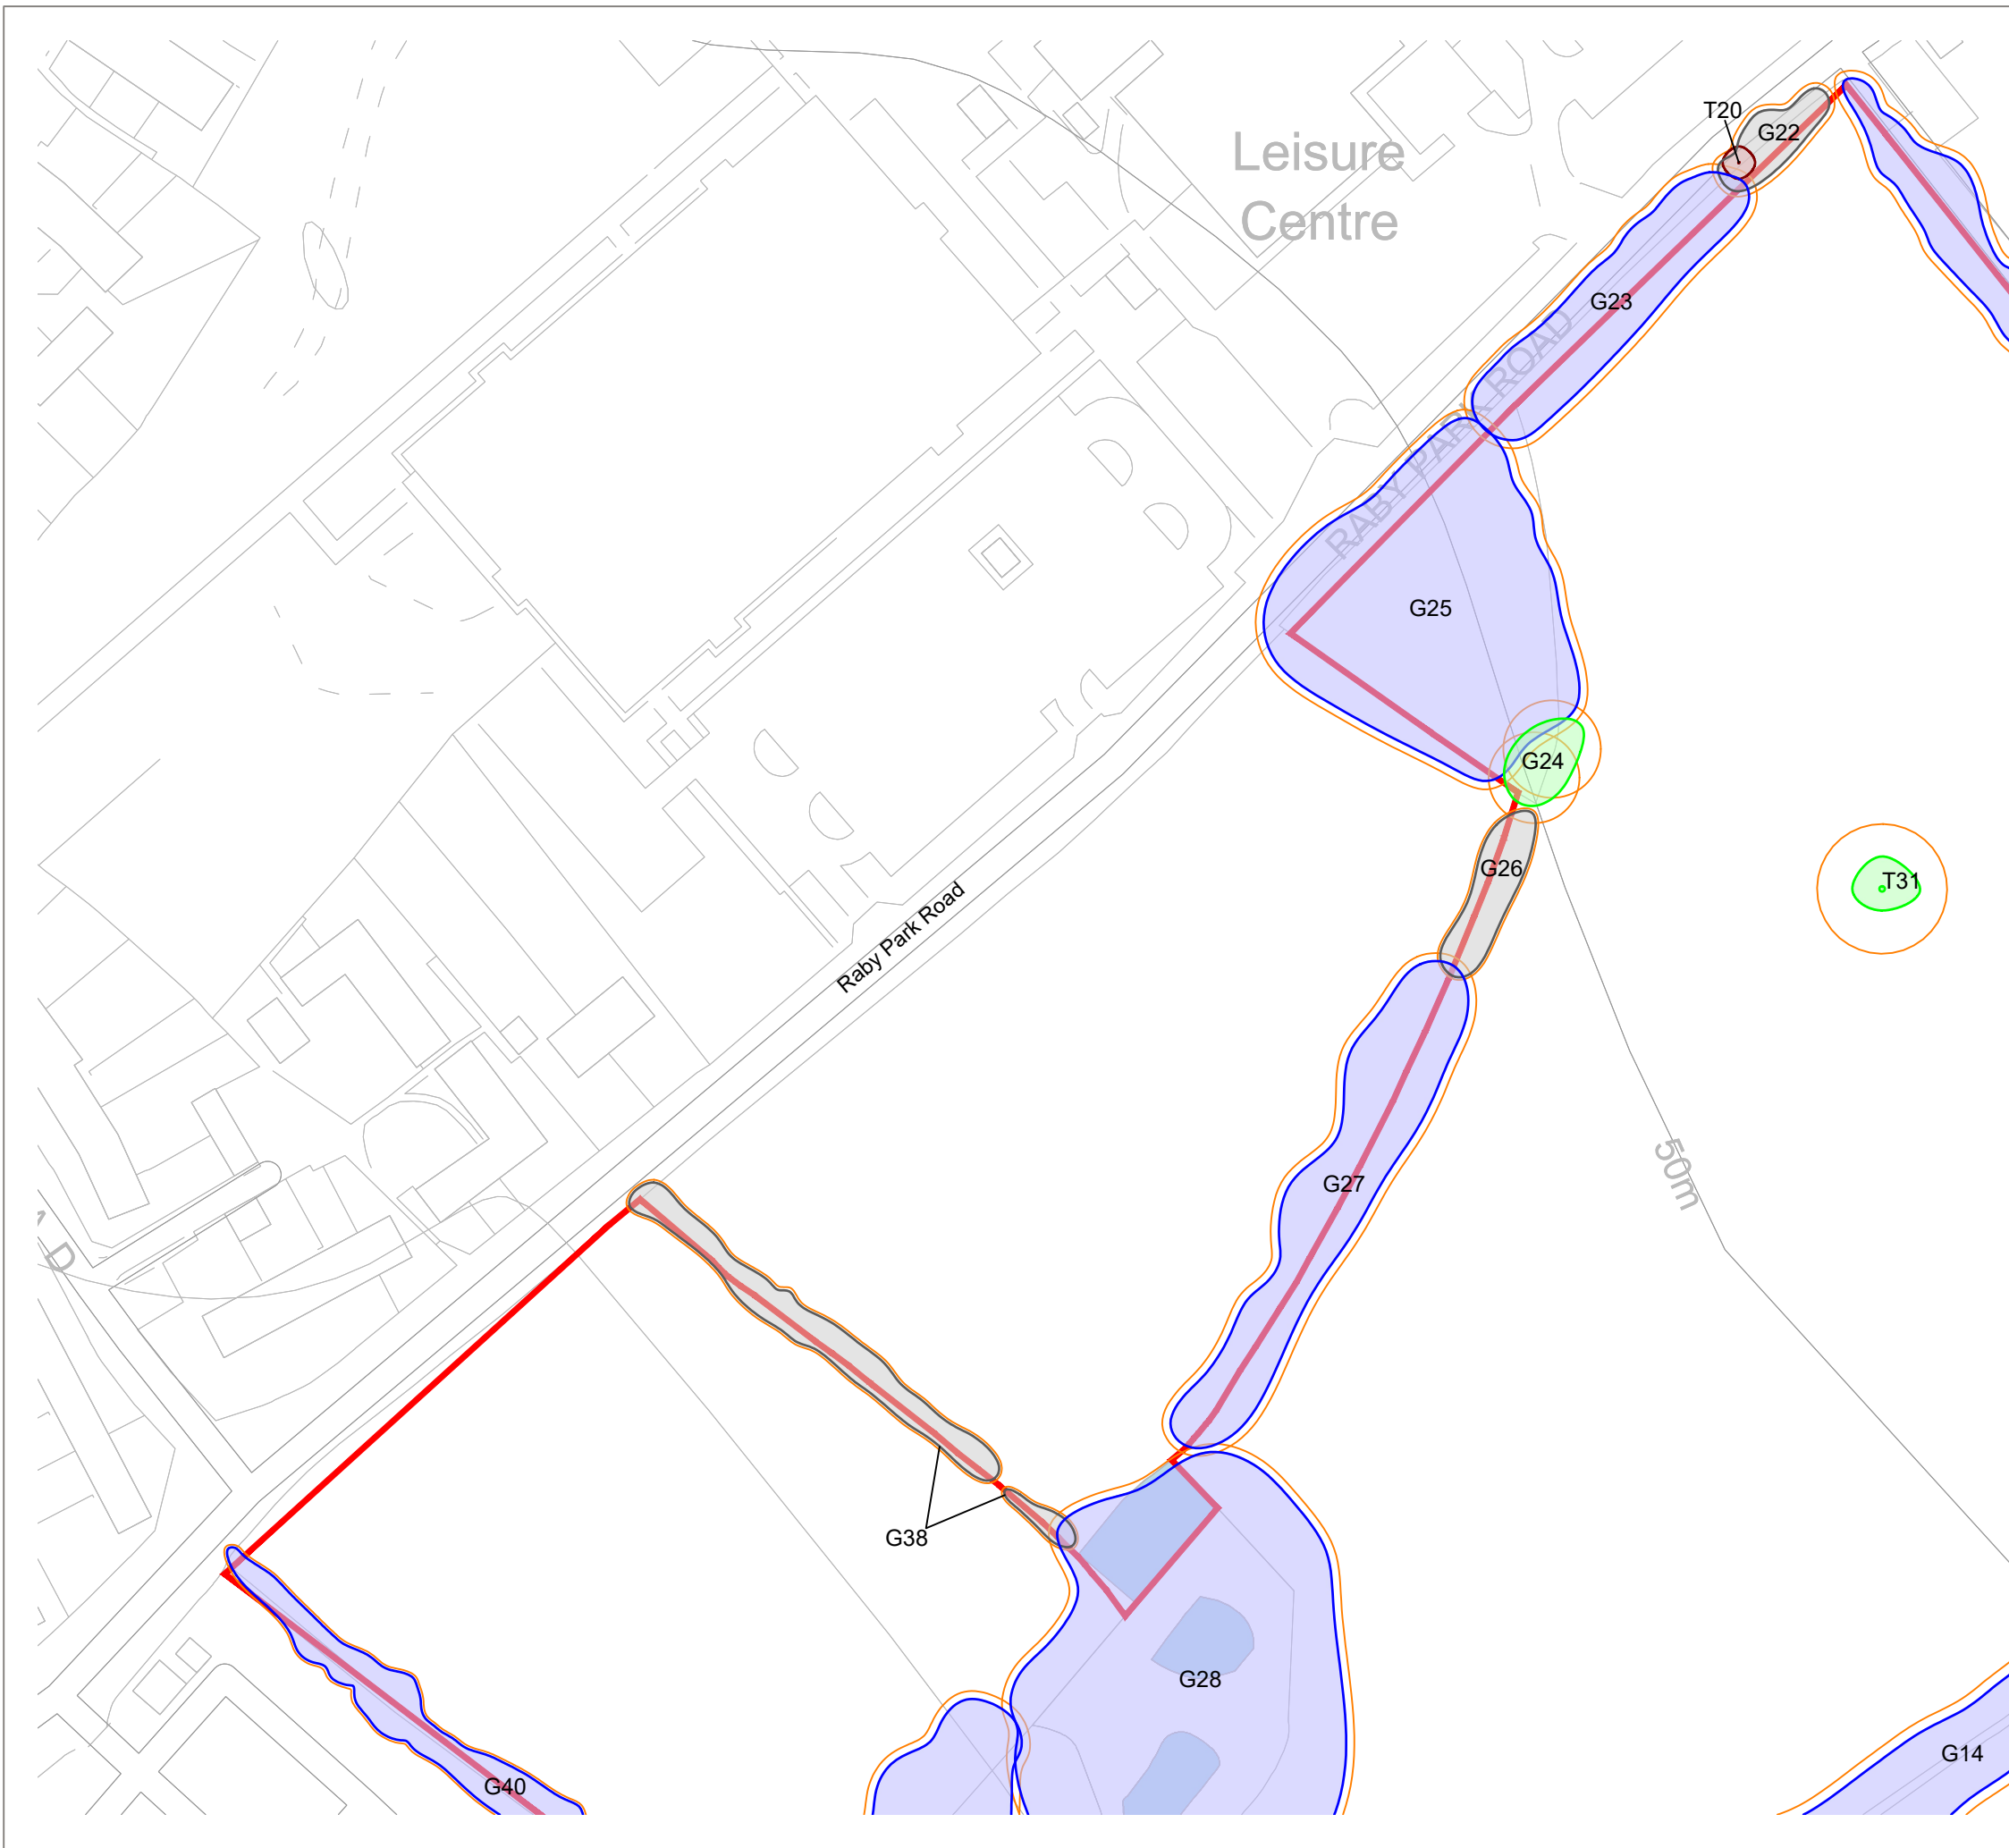 T20
G22
Leisure
Centre
G23
RABY PARK ROAD
G25
G24
G26
T31
Raby Park Road
50m
G27
G38
D
G28
G14
G40